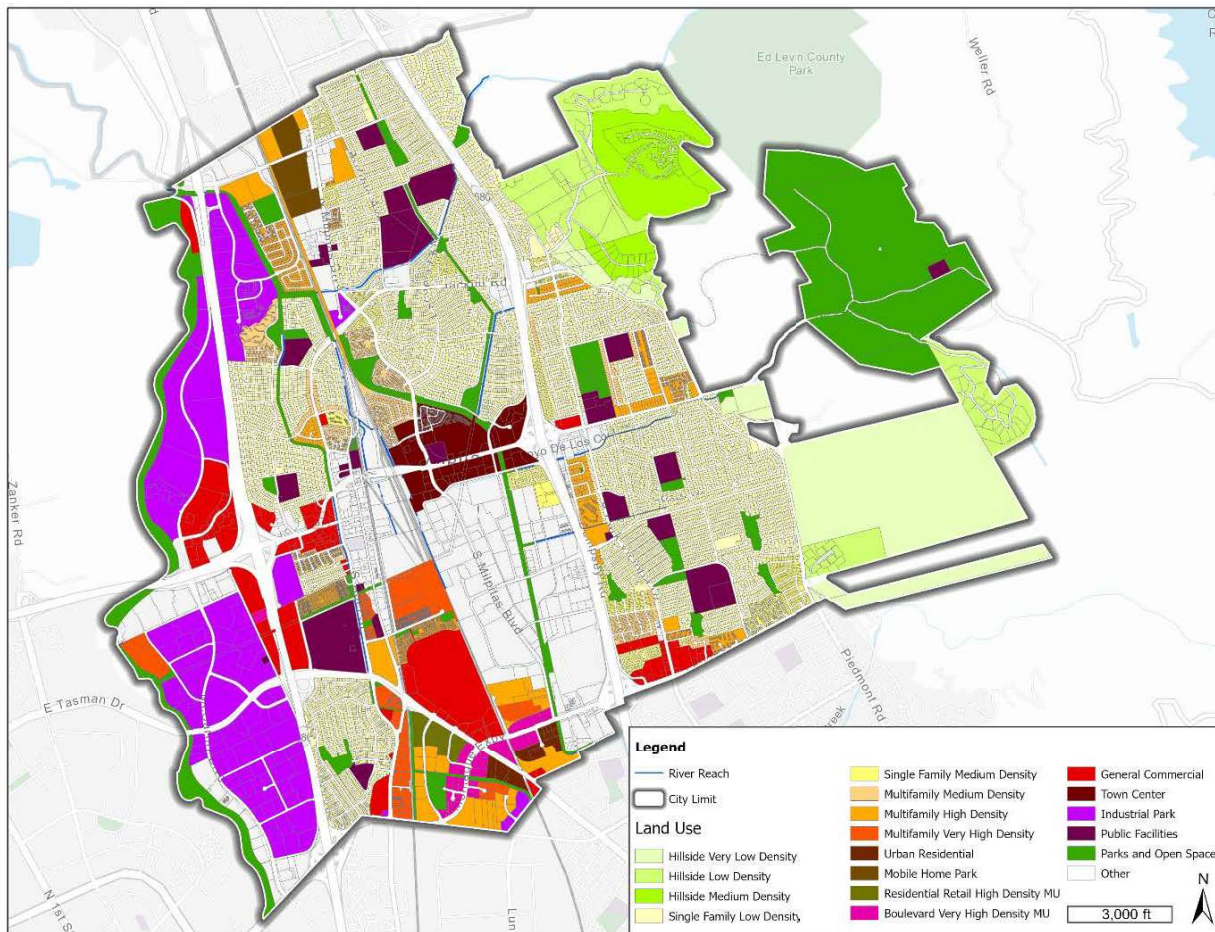 Ed Levin County
Park
Weller Rd
680
Zanker Rd
S Milpitas Blvd
E Tasman Dr
Piedmont Rd
N 1st S
Lun
Legend
River Reach
City Limit
Land Use
Hillside Very Low Density
Hillside Low Density
Hillside Medium Density
Single Family Low Density
Single Family Medium Density
Multifamily Medium Density
Multifamily High Density
Multifamily Very High Density
Urban Residential
Mobile Home Park
Residential Retail High Density MU
Boulevard Very High Density MU
General Commercial
Town Center
Industrial Park
Public Facilities
Parks and Open Space
Other
N
3,000 ft